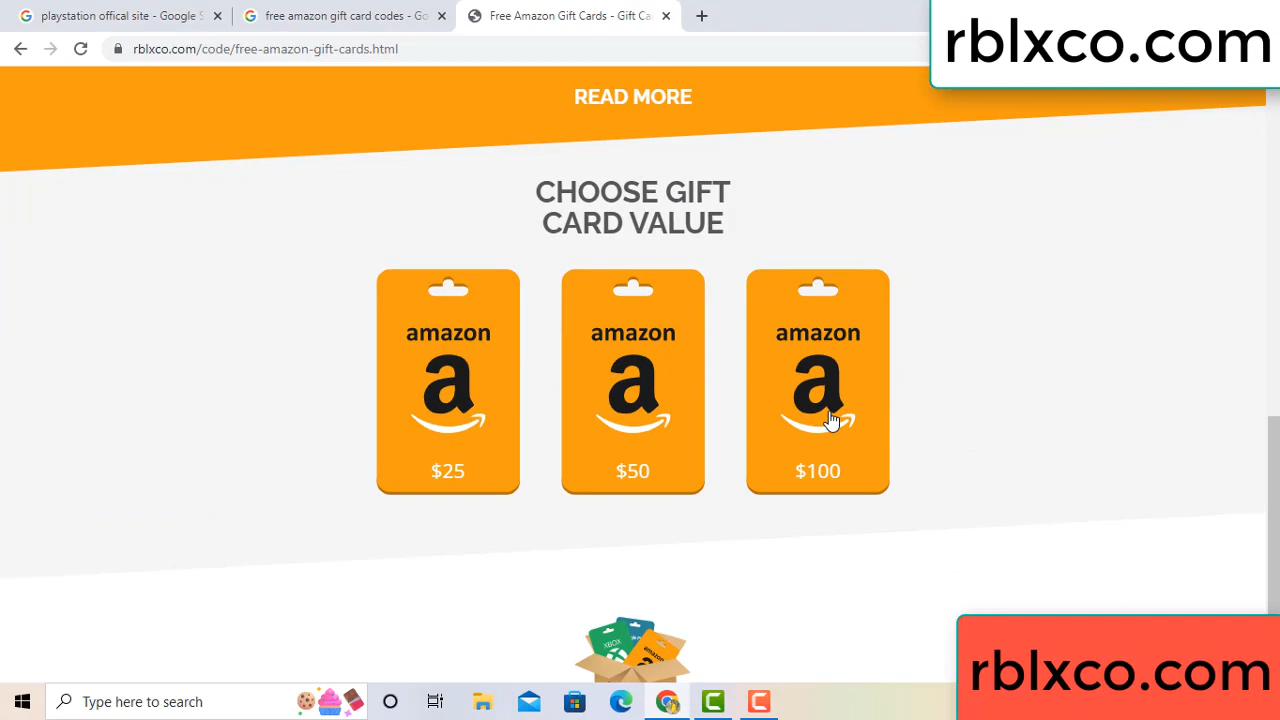 playstation offical site - Google S
free amazon gift card codes - Go
Free Amazon Gift Cards - Gift Ca
rblxco.com/code/free-amazon-gift-cards.html
rblxco.com
READ MORE
CHOOSE GIFT
CARD VALUE
amazon amazon amazon
a a a
$25 $50 $100
XBOX
rblxco.com
Type here to search